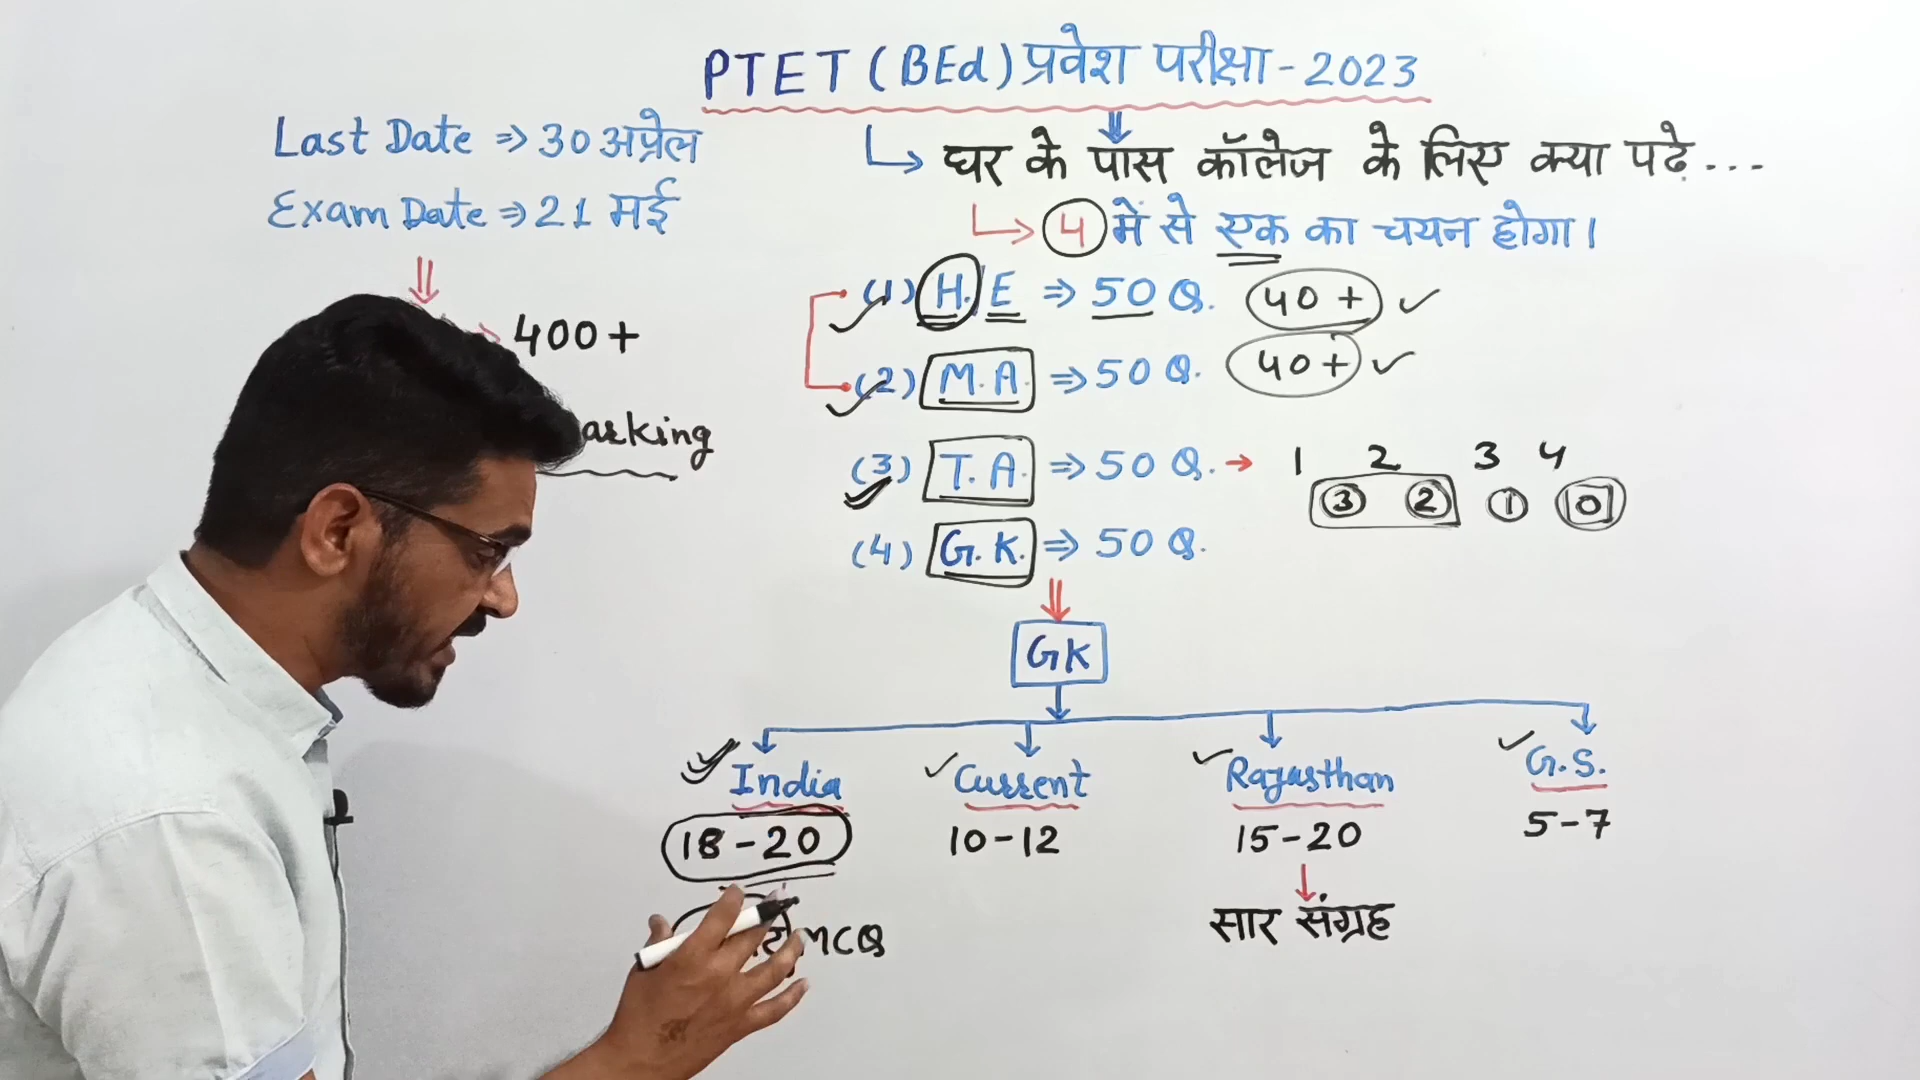 PTET (BEd) प्रवेश परीक्षा - 2023
Last Date ⇒ 30 अप्रेल
Exam Date ⇒ 21 मई
400+
arking
घर के पास कॉलेज के लिए क्या पढे ...
4 में से एक का चयन होगा।
(1) H./E ⇒ 50 Q. 40+ ✓
(2) M.A. ⇒ 50 Q. 40+ ✓
(3) T.A. ⇒ 50 Q. → 1 2 3 4
3 2 1 0
(4) G.K. ⇒ 50 Q.
GK
India Current Rajasthan G.S.
18-20 10-12 15-20 5-7
MCQ सार संग्रह